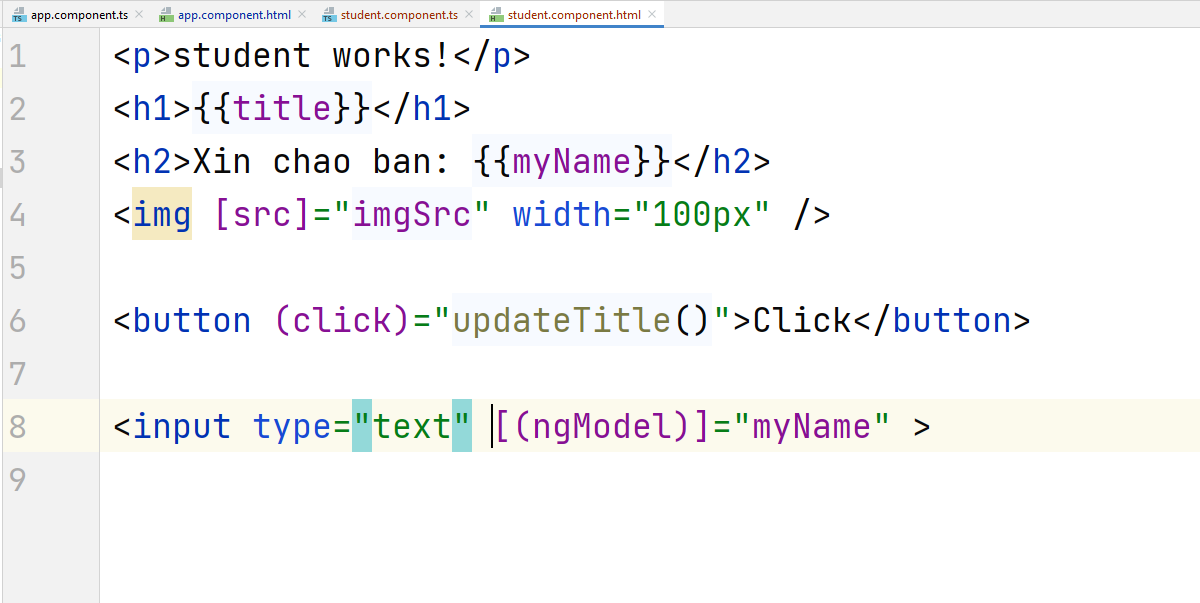 app.component.ts app.component.html student.component.ts student.component.html
1 <p>student works!</p>
2 <h1>{{title}}</h1>
3 <h2>Xin chao ban: {{myName}}</h2>
4 <img [src]="imgSrc" width="100px" />
5
6 <button (click)="updateTitle()">Click</button>
7
8 <input type="text" [(ngModel)]="myName" >
9